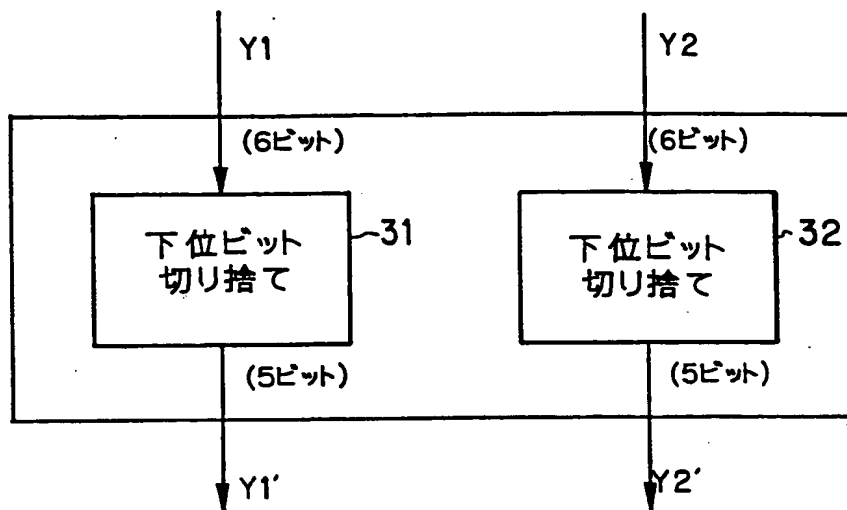 Y1
Y2
(6ビット)
(6ビット)
下位ビット
切り捨て
31
下位ビット
切り捨て
32
(5ビット)
(5ビット)
Y1′
Y2′